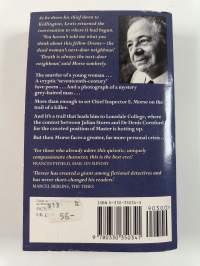 As he drove his chief down to
Kidlington, Lewis returned the
conversation to where it had begun.
'You haven't told me what you
think about this fellow Owens – the
dead woman's next-door neighbour.'
'Death is always the next-door
neighbour,' said Morse sombrely.
The murder of a young woman . . .
A cryptic 'seventeenth-century'
love poem . . . And a photograph of a mystery
grey-haired man . . .
More than enough to set Chief Inspector E. Morse on the
trail of a killer.
And it's a trail that leads him to Lonsdale College, where
the contest between Julian Storrs and Dr Denis Cornford
for the coveted position of Master is hotting up.
But then Morse faces a greater, far more personal crisis . . .
'For those who already adore this quixotic, uniquely
compassionate character, this is the best ever!'
FRANCES FYFIELD, MAIL ON SUNDAY
'Dexter has created a giant among fictional detectives and
has never short-changed his readers'
MARCEL BERLINS, THE TIMES
56-
ISBN 0-330-35034-5
90300
9 780330 350341